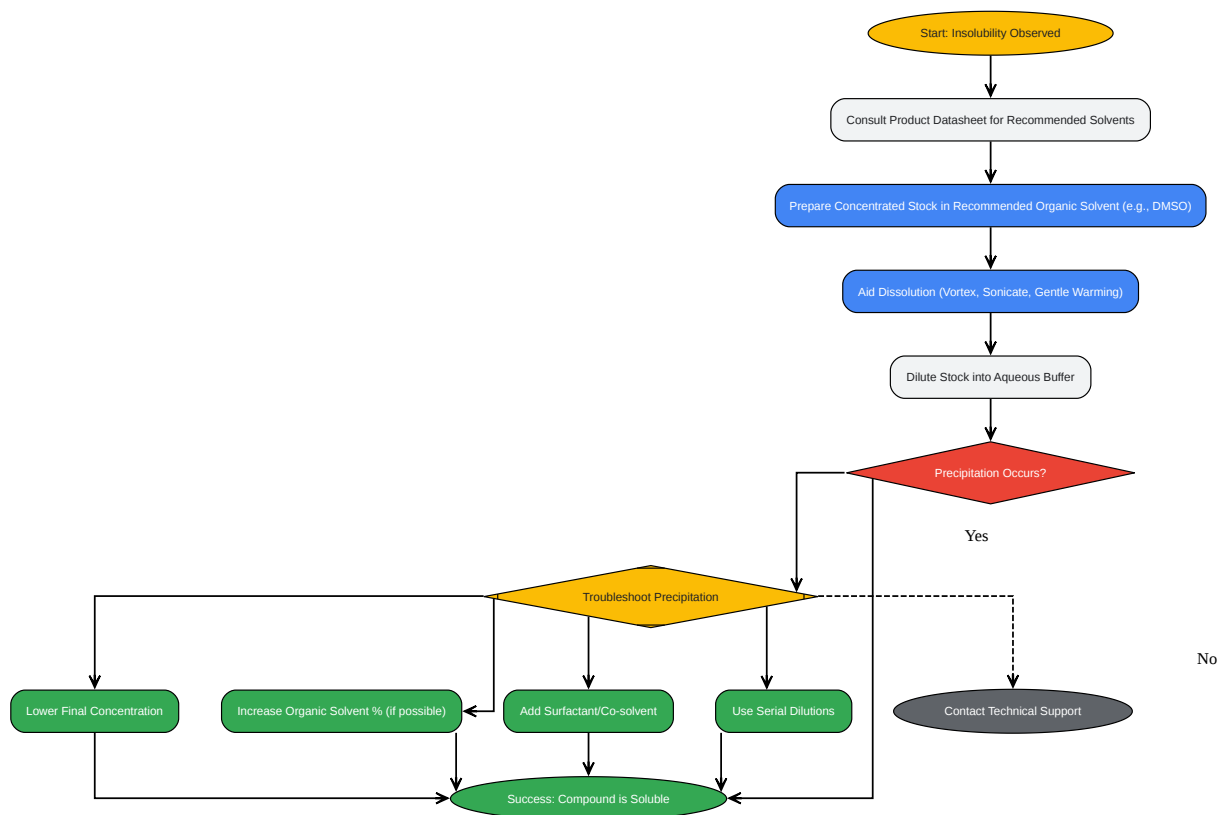 Start: Insolubility Observed
Consult Product Datasheet for Recommended Solvents
Prepare Concentrated Stock in Recommended Organic Solvent (e.g., DMSO)
Aid Dissolution (Vortex, Sonicate, Gentle Warming)
Dilute Stock into Aqueous Buffer
Precipitation Occurs?
Yes
Troubleshoot Precipitation
No
Lower Final Concentration
Increase Organic Solvent % (if possible)
Add Surfactant/Co-solvent
Use Serial Dilutions
Contact Technical Support
Success: Compound is Soluble